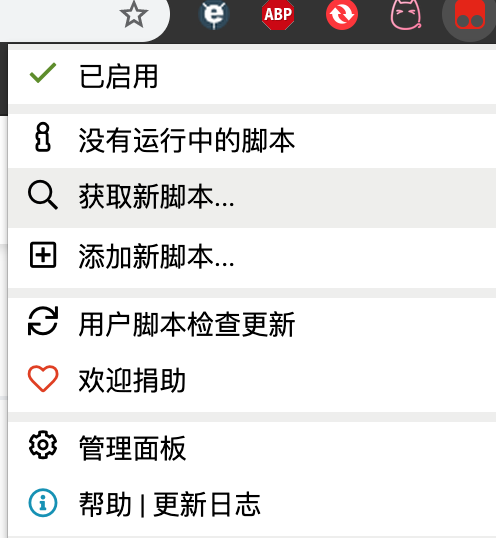 ABP
已启用
没有运行中的脚本
获取新脚本...
添加新脚本...
用户脚本检查更新
欢迎捐助
管理面板
帮助 | 更新日志